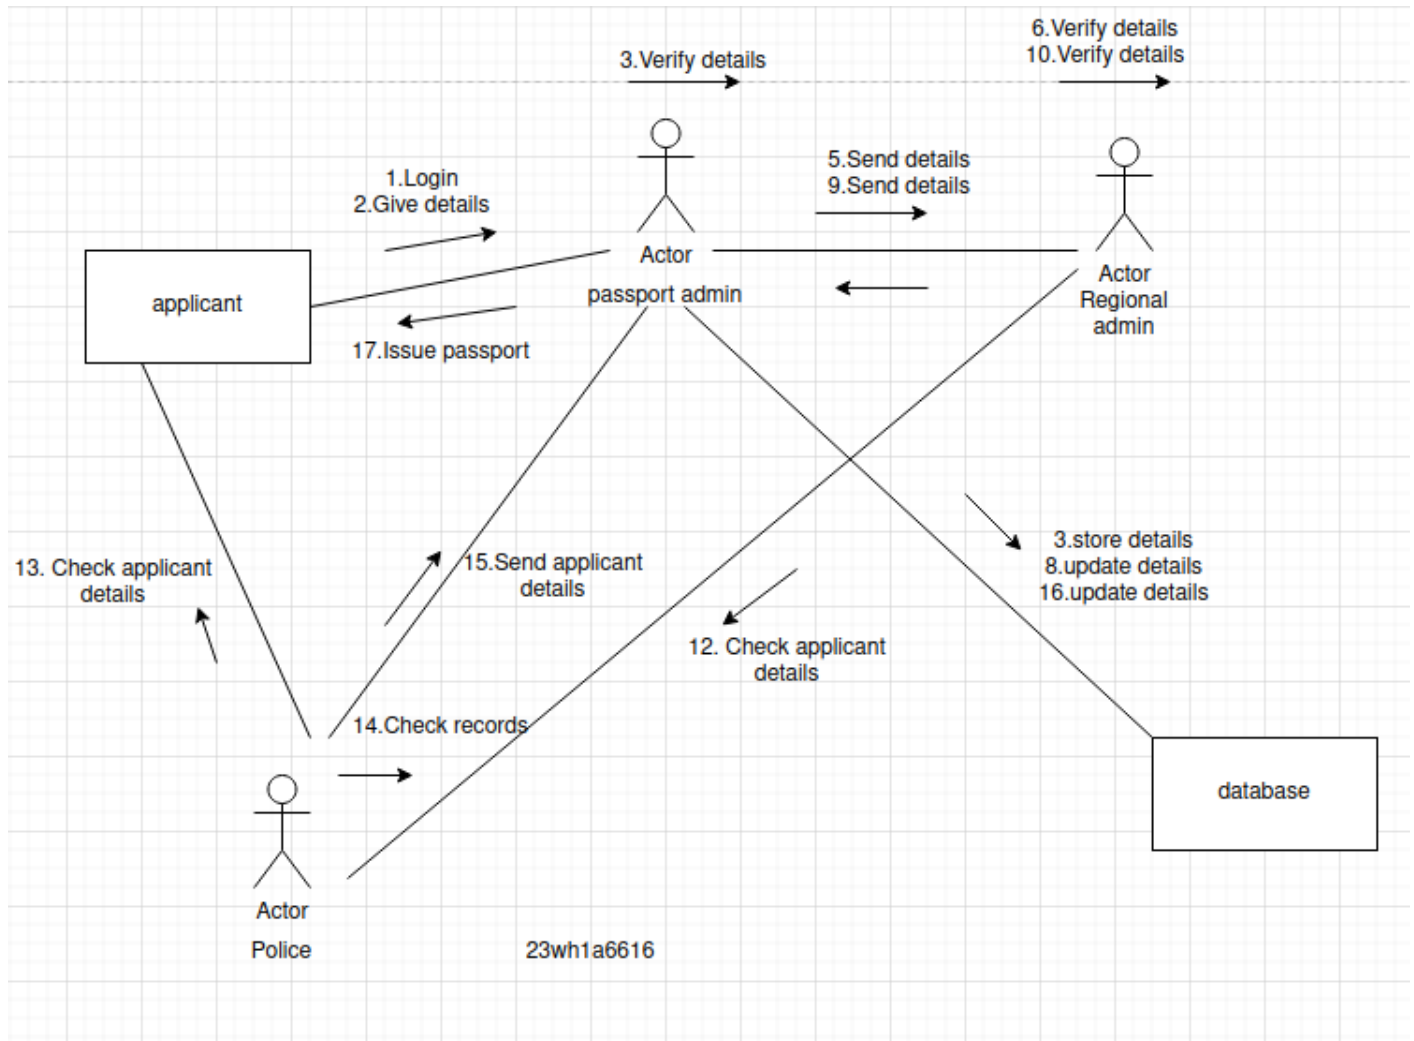 6.Verify details
10.Verify details
3.Verify details
5.Send details
9.Send details
1.Login
2.Give details
Actor
passport admin
Actor
Regional
admin
applicant
17.Issue passport
13. Check applicant
details
15.Send applicant
details
3.store details
8.update details
16.update details
12. Check applicant
details
14.Check records
database
Actor
Police
23wh1a6616